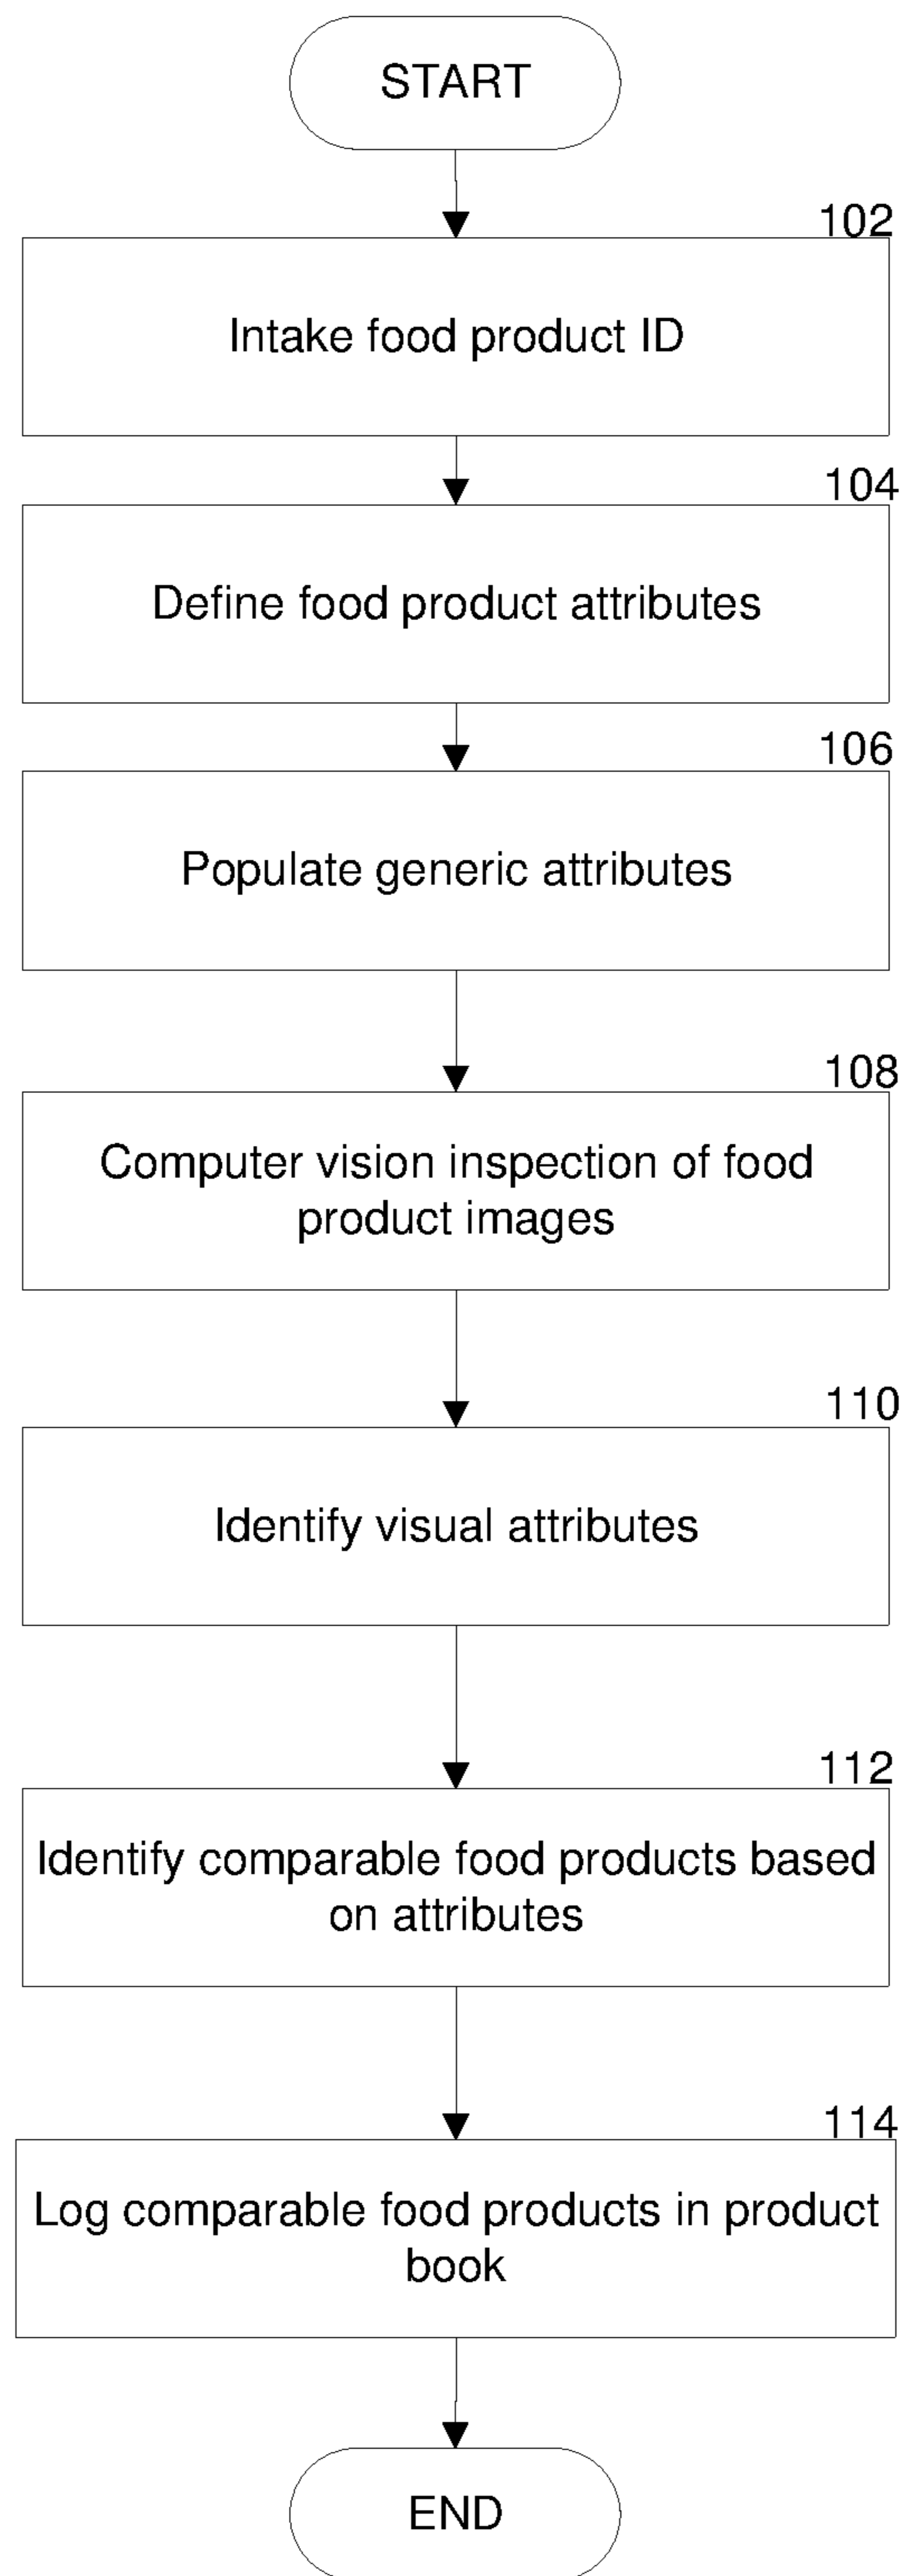 START
102
Intake food product ID
104
Define food product attributes
106
Populate generic attributes
108
Computer vision inspection of food
product images
110
Identify visual attributes
112
Identify comparable food products based
on attributes
114
Log comparable food products in product
book
END